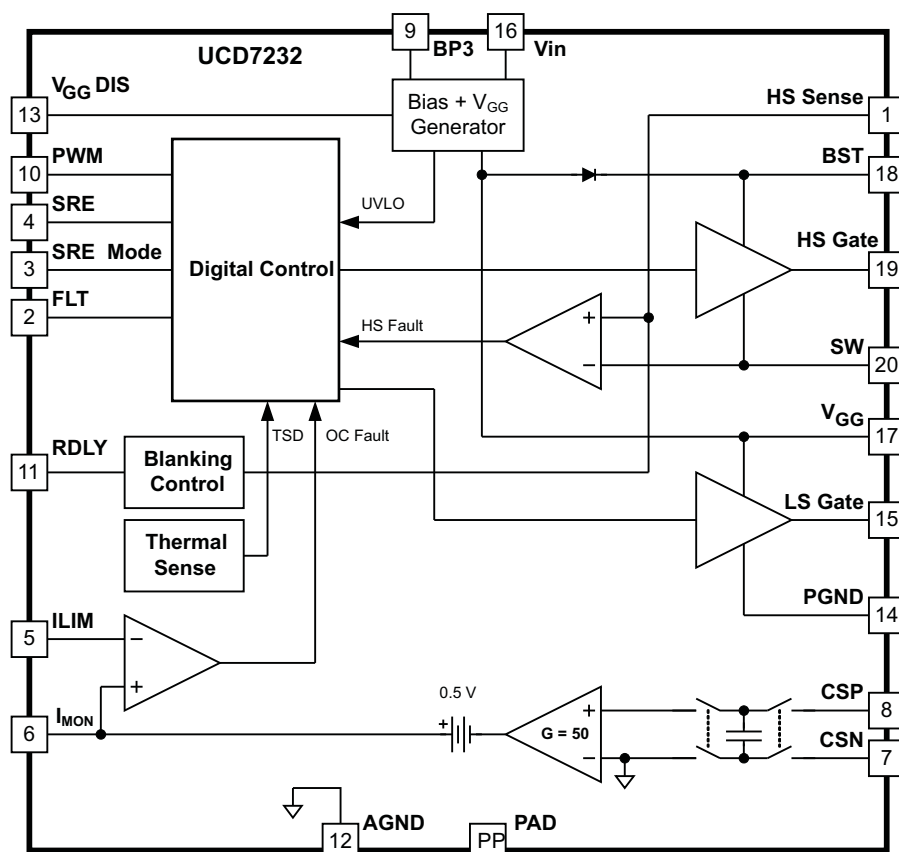 9
BP3
16
Vin
UCD7232
VGG DIS
13
Bias + VGG
Generator
HS Sense
1
PWM
10
BST
18
SRE
4
UVLO
SRE Mode
3
Digital Control
HS Gate
19
FLT
2
HS Fault
+
−
SW
20
VGG
17
TSD
OC Fault
RDLY
11
Blanking
Control
LS Gate
15
Thermal
Sense
PGND
14
ILIM
5
−
+
IMON
6
0.5 V
+
G = 50
+
−
CSP
8
CSN
7
AGND
12
PAD
PP